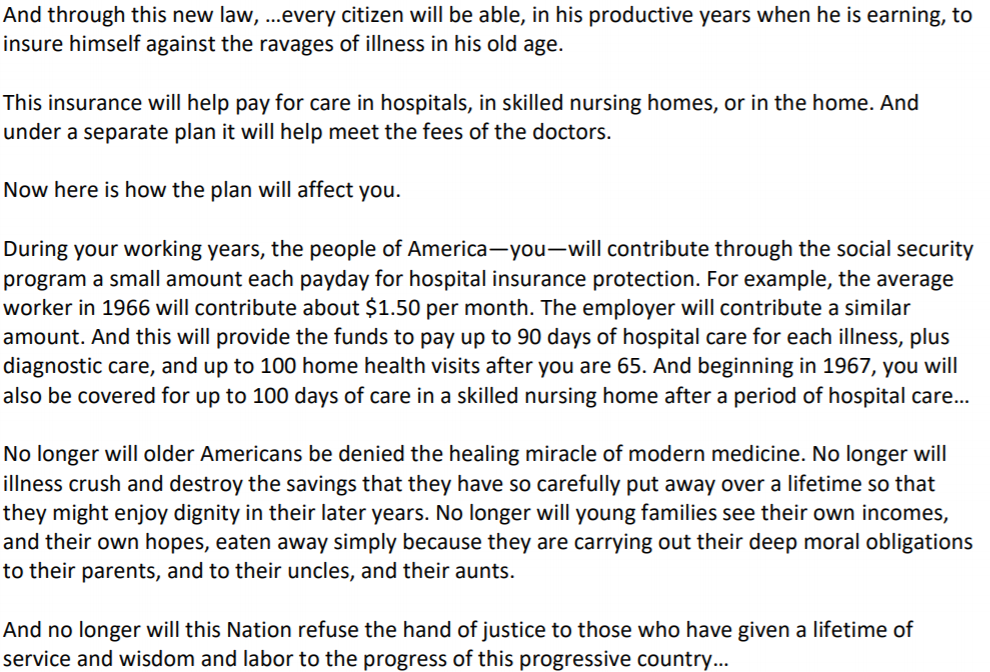 And through this new law, …every citizen will be able, in his productive years when he is earning, to
insure himself against the ravages of illness in his old age.
This insurance will help pay for care in hospitals, in skilled nursing homes, or in the home. And
under a separate plan it will help meet the fees of the doctors.
Now here is how the plan will affect you.
During your working years, the people of America—you—will contribute through the social security
program a small amount each payday for hospital insurance protection. For example, the average
worker in 1966 will contribute about $1.50 per month. The employer will contribute a similar
amount. And this will provide the funds to pay up to 90 days of hospital care for each illness, plus
diagnostic care, and up to 100 home health visits after you are 65. And beginning in 1967, you will
also be covered for up to 100 days of care in a skilled nursing home after a period of hospital care…
No longer will older Americans be denied the healing miracle of modern medicine. No longer will
illness crush and destroy the savings that they have so carefully put away over a lifetime so that
they might enjoy dignity in their later years. No longer will young families see their own incomes,
and their own hopes, eaten away simply because they are carrying out their deep moral obligations
to their parents, and to their uncles, and their aunts.
And no longer will this Nation refuse the hand of justice to those who have given a lifetime of
service and wisdom and labor to the progress of this progressive country…